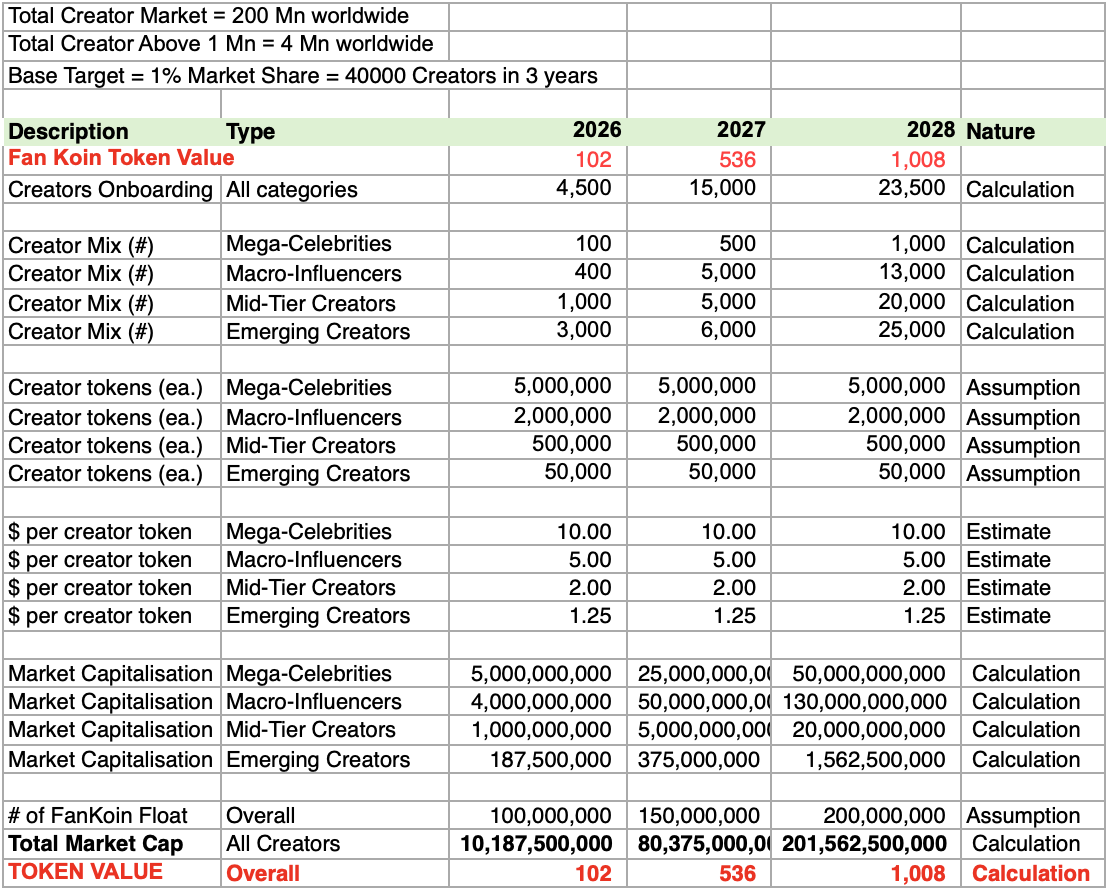 Total Creator Market = 200 Mn worldwide
Total Creator Above 1 Mn = 4 Mn worldwide
Base Target = 1% Market Share = 40000 Creators in 3 years
Description Type 2026 2027 2028 Nature
Fan Koin Token Value 102 536 1,008
Creators Onboarding All categories 4,500 15,000 23,500 Calculation
Creator Mix (#) Mega-Celebrities 100 500 1,000 Calculation
Creator Mix (#) Macro-Influencers 400 5,000 13,000 Calculation
Creator Mix (#) Mid-Tier Creators 1,000 5,000 20,000 Calculation
Creator Mix (#) Emerging Creators 3,000 6,000 25,000 Calculation
Creator tokens (ea.) Mega-Celebrities 5,000,000 5,000,000 5,000,000 Assumption
Creator tokens (ea.) Macro-Influencers 2,000,000 2,000,000 2,000,000 Assumption
Creator tokens (ea.) Mid-Tier Creators 500,000 500,000 500,000 Assumption
Creator tokens (ea.) Emerging Creators 50,000 50,000 50,000 Assumption
$ per creator token Mega-Celebrities 10.00 10.00 10.00 Estimate
$ per creator token Macro-Influencers 5.00 5.00 5.00 Estimate
$ per creator token Mid-Tier Creators 2.00 2.00 2.00 Estimate
$ per creator token Emerging Creators 1.25 1.25 1.25 Estimate
Market Capitalisation Mega-Celebrities 5,000,000,000 25,000,000,0 50,000,000,000 Calculation
Market Capitalisation Macro-Influencers 4,000,000,000 50,000,000,0 130,000,000,000 Calculation
Market Capitalisation Mid-Tier Creators 1,000,000,000 5,000,000,00 20,000,000,000 Calculation
Market Capitalisation Emerging Creators 187,500,000 375,000,000 1,562,500,000 Calculation
# of FanKoin Float Overall 100,000,000 150,000,000 200,000,000 Assumption
Total Market Cap All Creators 10,187,500,000 80,375,000,0 201,562,500,000 Calculation
TOKEN VALUE Overall 102 536 1,008 Calculation